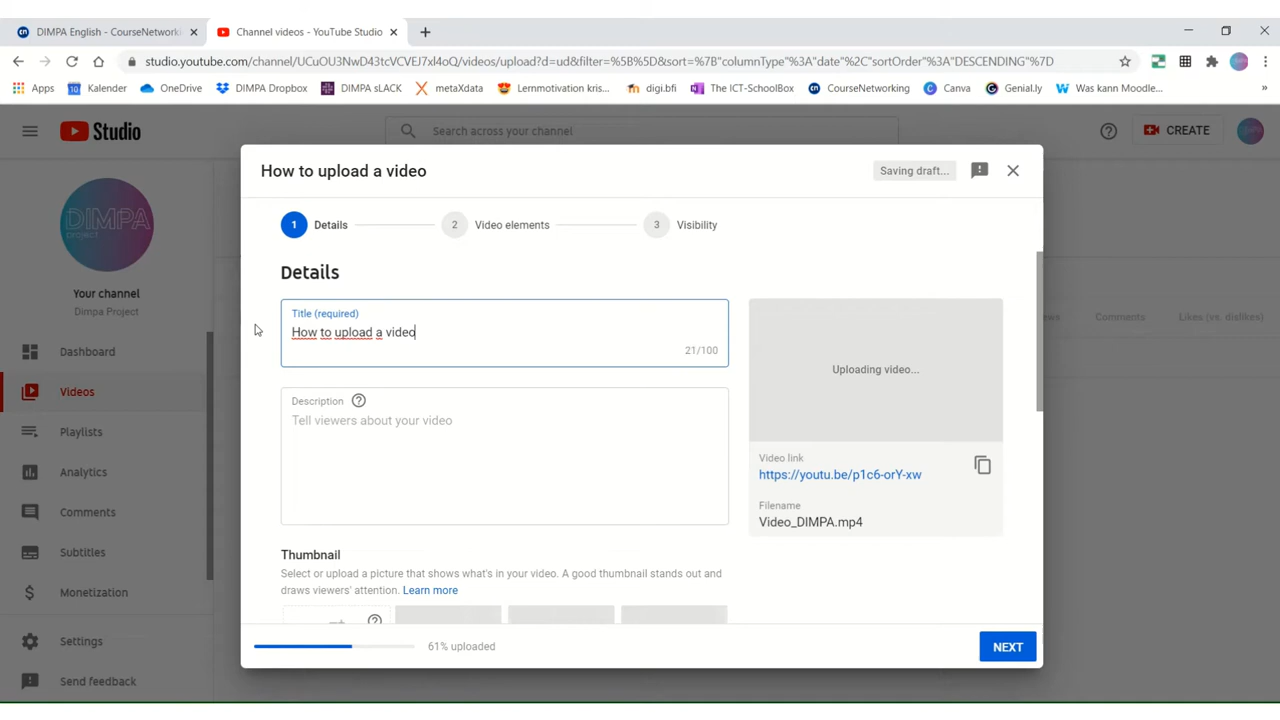 DIMPA English - CourseNetworki
Channel videos - YouTube Studio
studio.youtube.com/channel/UCuOU3NwD43tcVCVEJ7xl4oQ/videos/upload?d=ud&filter=%5B%5D&sort=%7B"columnType"%3A"date"%2C"sortOrder"%3A"DESCENDING"%7D
Apps Kalender OneDrive DIMPA Dropbox DIMPA sLACK metaXdata Lernmotivation kris... digi.bfi The ICT-SchoolBox CourseNetworking Canva Genial.ly Was kann Moodle... »
Studio
Search across your channel
CREATE
How to upload a video
Saving draft...
DIMPA
project
1 Details 2 Video elements 3 Visibility
Details
Your channel
Dimpa Project
Title (required)
How to upload a video
21/100
Comments Likes (vs. dislikes)
Dashboard
Uploading video...
Videos
Description
Tell viewers about your video
Playlists
Video link
https://youtu.be/p1c6-orY-xw
Analytics
Filename
Video_DIMPA.mp4
Comments
Subtitles
Thumbnail
Select or upload a picture that shows what's in your video. A good thumbnail stands out and
draws viewers' attention. Learn more
Monetization
Settings
61% uploaded
NEXT
Send feedback